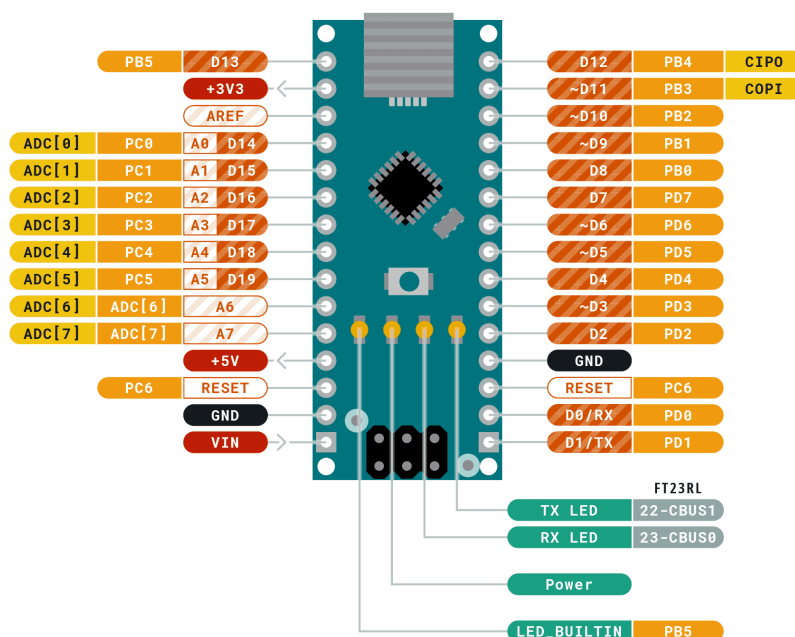 PB5 D13 D12 PB4 CIPO
+3V3 ~D11 PB3 COPI
AREF ~D10 PB2
ADC[0] PC0 A0 D14 ~D9 PB1
ADC[1] PC1 A1 D15 D8 PB0
ADC[2] PC2 A2 D16 D7 PD7
ADC[3] PC3 A3 D17 ~D6 PD6
ADC[4] PC4 A4 D18 ~D5 PD5
ADC[5] PC5 A5 D19 D4 PD4
ADC[6] ADC[6] A6 ~D3 PD3
ADC[7] ADC[7] A7 D2 PD2
+5V GND
PC6 RESET RESET PC6
GND D0/RX PD0
VIN D1/TX PD1
FT23RL
TX LED 22-CBUS1
RX LED 23-CBUS0
Power
LED_BUILTIN PB5